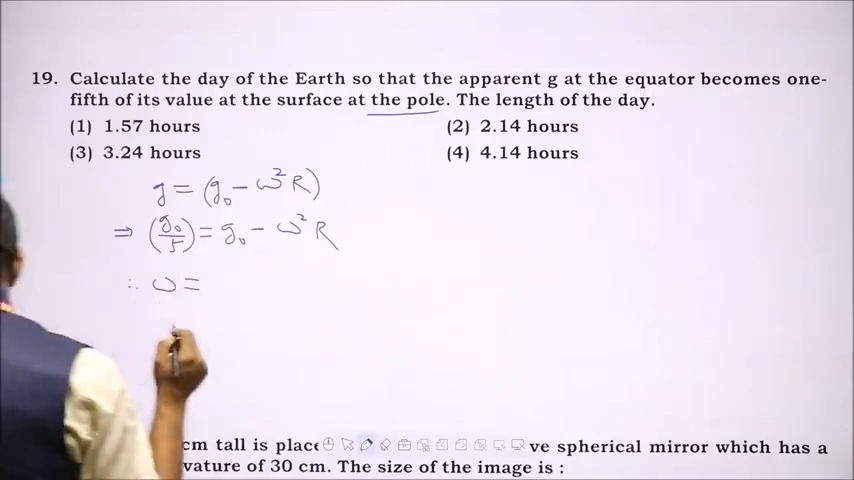 19. Calculate the day of the Earth so that the apparent g at the equator becomes one-
fifth of its value at the surface at the pole. The length of the day.
(1) 1.57 hours (2) 2.14 hours
(3) 3.24 hours (4) 4.14 hours
g = (g₀ - ω² R)
⇒ (g₀/5) = g₀ - ω² R
∴ ω =
cm tall is place ve spherical mirror which has a
vature of 30 cm. The size of the image is :